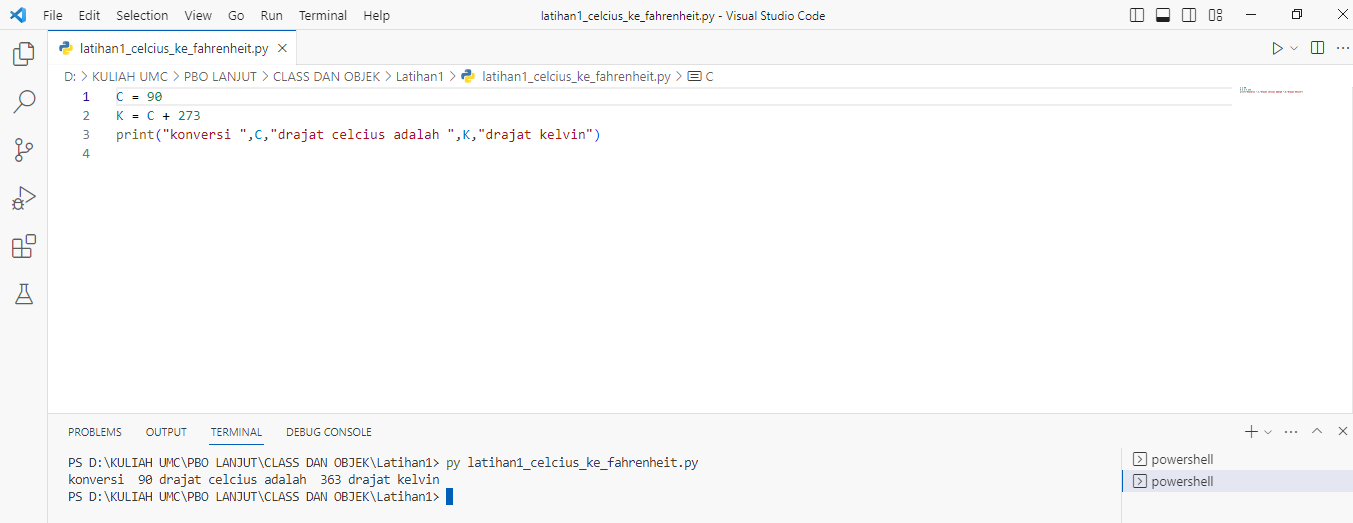 File Edit Selection View Go Run Terminal Help
latihan1_celcius_ke_fahrenheit.py - Visual Studio Code
latihan1_celcius_ke_fahrenheit.py
D: > KULIAH UMC > PBO LANJUT > CLASS DAN OBJEK > Latihan1 > latihan1_celcius_ke_fahrenheit.py > C
1 C = 90
2 K = C + 273
3 print("konversi ",C,"drajat celcius adalah ",K,"drajat kelvin")
4
PROBLEMS OUTPUT TERMINAL DEBUG CONSOLE
PS D:\KULIAH UMC\PBO LANJUT\CLASS DAN OBJEK\Latihan1> py latihan1_celcius_ke_fahrenheit.py
konversi  90 drajat celcius adalah  363 drajat kelvin
PS D:\KULIAH UMC\PBO LANJUT\CLASS DAN OBJEK\Latihan1>
powershell
powershell